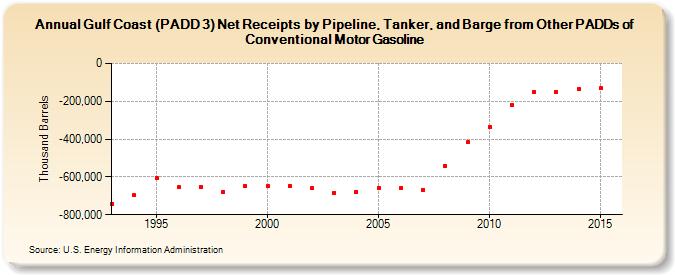 Annual Gulf Coast (PADD 3) Net Receipts by Pipeline, Tanker, and Barge from Other PADDs of
Conventional Motor Gasoline
Thousand Barrels
0
-200,000
-400,000
-600,000
-800,000
1995
2000
2005
2010
2015
Source: U.S. Energy Information Administration